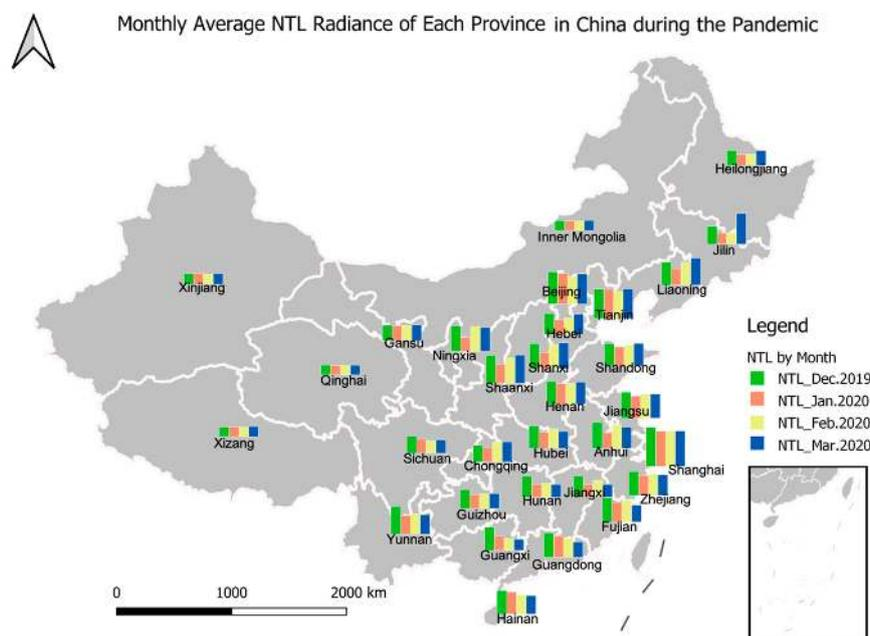 Monthly Average NTL Radiance of Each Province in China during the Pandemic
Heilongjiang
Inner Mongolia
Jilin
Xinjiang
Beijing
Liaoning
Tianjin
Hebei
Gansu
Ningxia
Shanxi
Shandong
Qinghai
Shaanxi
Henan
Jiangsu
Xizang
Sichuan
Chongqing
Hubei
Anhui
Shanghai
Hunan
Jiangxi
Zhejiang
Guizhou
Fujian
Yunnan
Guangxi
Guangdong
Hainan
Legend
NTL by Month
NTL_Dec.2019
NTL_Jan.2020
NTL_Feb.2020
NTL_Mar.2020
0 1000 2000 km